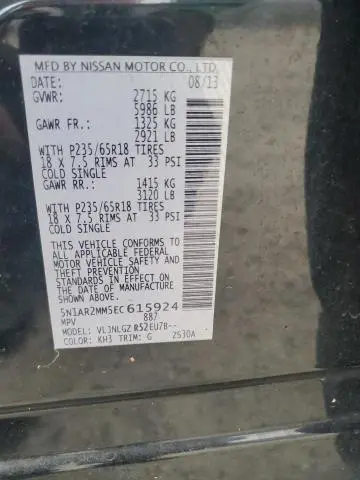 MFD BY NISSAN MOTOR CO., LTD.
DATE: 08/13
GVWR: 2715 KG
5986 LB
GAWR FR.: 1325 KG
2921 LB
WITH P235/65R18 TIRES
18 X 7.5 RIMS AT 33 PSI
COLD SINGLE
GAWR RR.: 1415 KG
3120 LB
WITH P235/65R18 TIRES
18 X 7.5 RIMS AT 33 PSI
COLD SINGLE
THIS VEHICLE CONFORMS TO
ALL APPLICABLE FEDERAL
MOTOR VEHICLE SAFETY
AND THEFT PREVENTION
STANDARDS IN EFFECT ON
THE DATE OF MANUFACTURE
SHOWN ABOVE.
5N1AR2MM5EC615924
MPV 887
MODEL: VLJNLGZ R52EU7B--
COLOR: KH3 TRIM: G 2530A